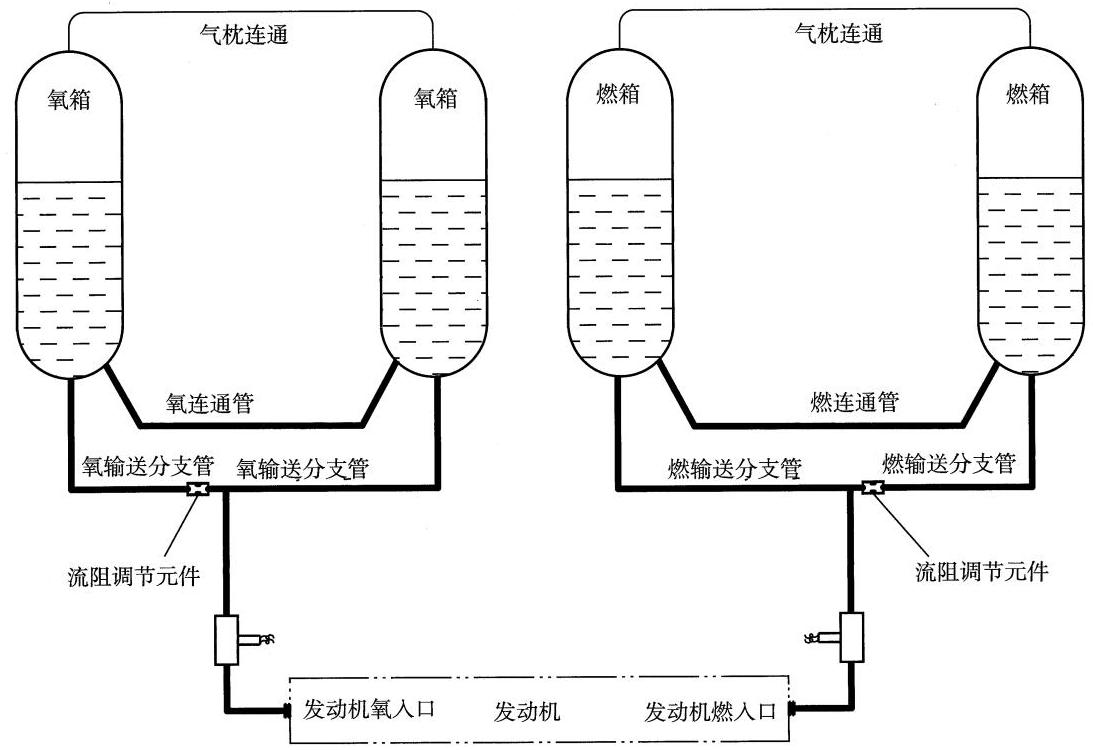 气枕连通
气枕连通
氧箱
氧箱
燃箱
燃箱
氧连通管
燃连通管
氧输送分支管
氧输送分支管
燃输送分支管
燃输送分支管
流阻调节元件
流阻调节元件
发动机氧入口
发动机
发动机燃入口